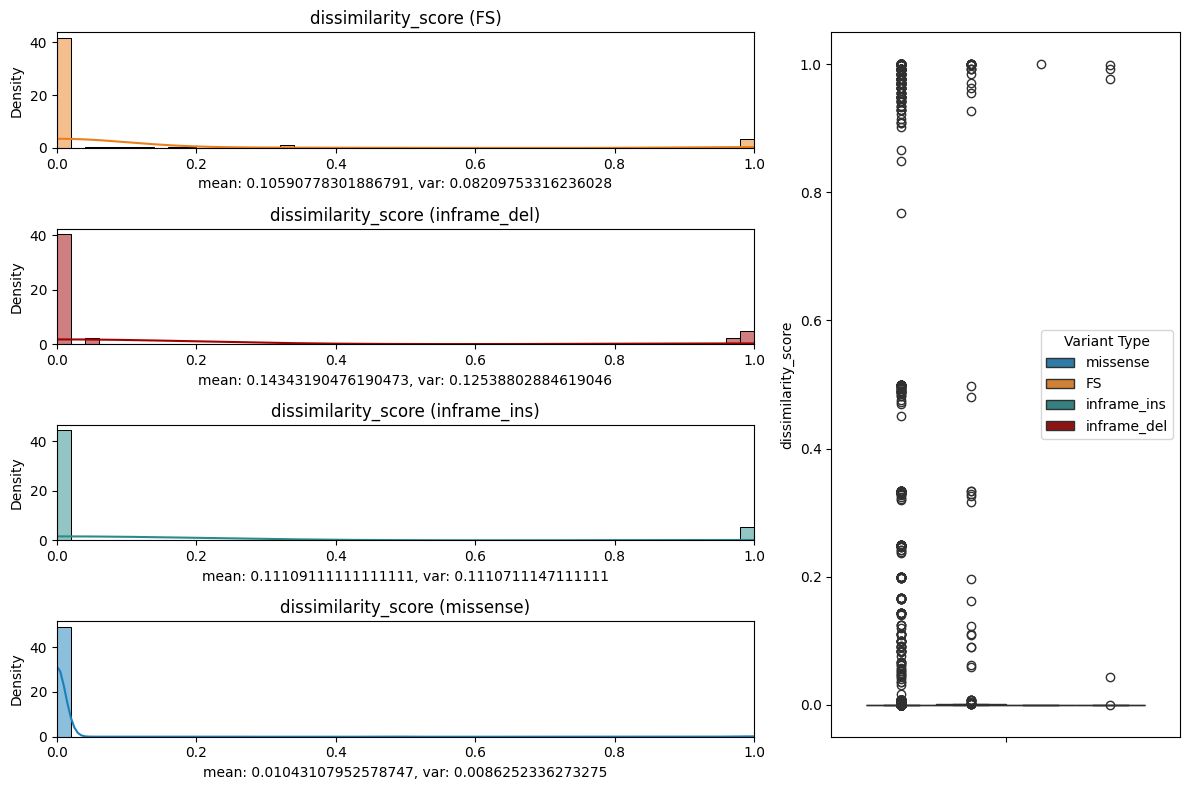 dissimilarity_score (FS)
Density
40
20
0
0.0 0.2 0.4 0.6 0.8 1.0
mean: 0.10590778301886791, var: 0.08209753316236028
dissimilarity_score (inframe_del)
Density
40
20
0
0.0 0.2 0.4 0.6 0.8 1.0
mean: 0.14343190476190473, var: 0.12538802884619046
dissimilarity_score (inframe_ins)
Density
40
20
0
0.0 0.2 0.4 0.6 0.8 1.0
mean: 0.11109111111111111, var: 0.1110711147111111
dissimilarity_score (missense)
Density
40
20
0
0.0 0.2 0.4 0.6 0.8 1.0
mean: 0.01043107952578747, var: 0.0086252336273275
dissimilarity_score
1.0
0.8
0.6
0.4
0.2
0.0
Variant Type
missense
FS
inframe_ins
inframe_del